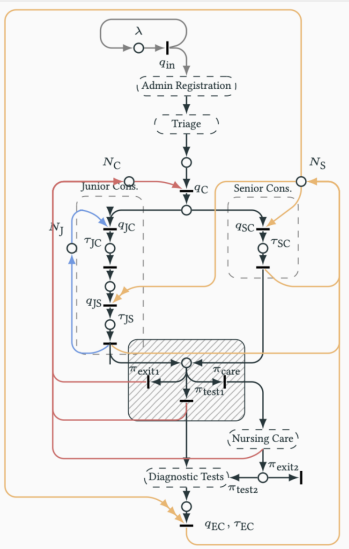 λ
q_in
Admin Registration
Triage
N_C
N_S
q_C
Junior Cons.
Senior Cons.
N_J
q_JC
q_SC
τ_JC
τ_SC
q_JS
τ_JS
π_exit1
π_care
π_test1
Nursing Care
π_exit2
Diagnostic Tests
π_test2
q_EC , τ_EC